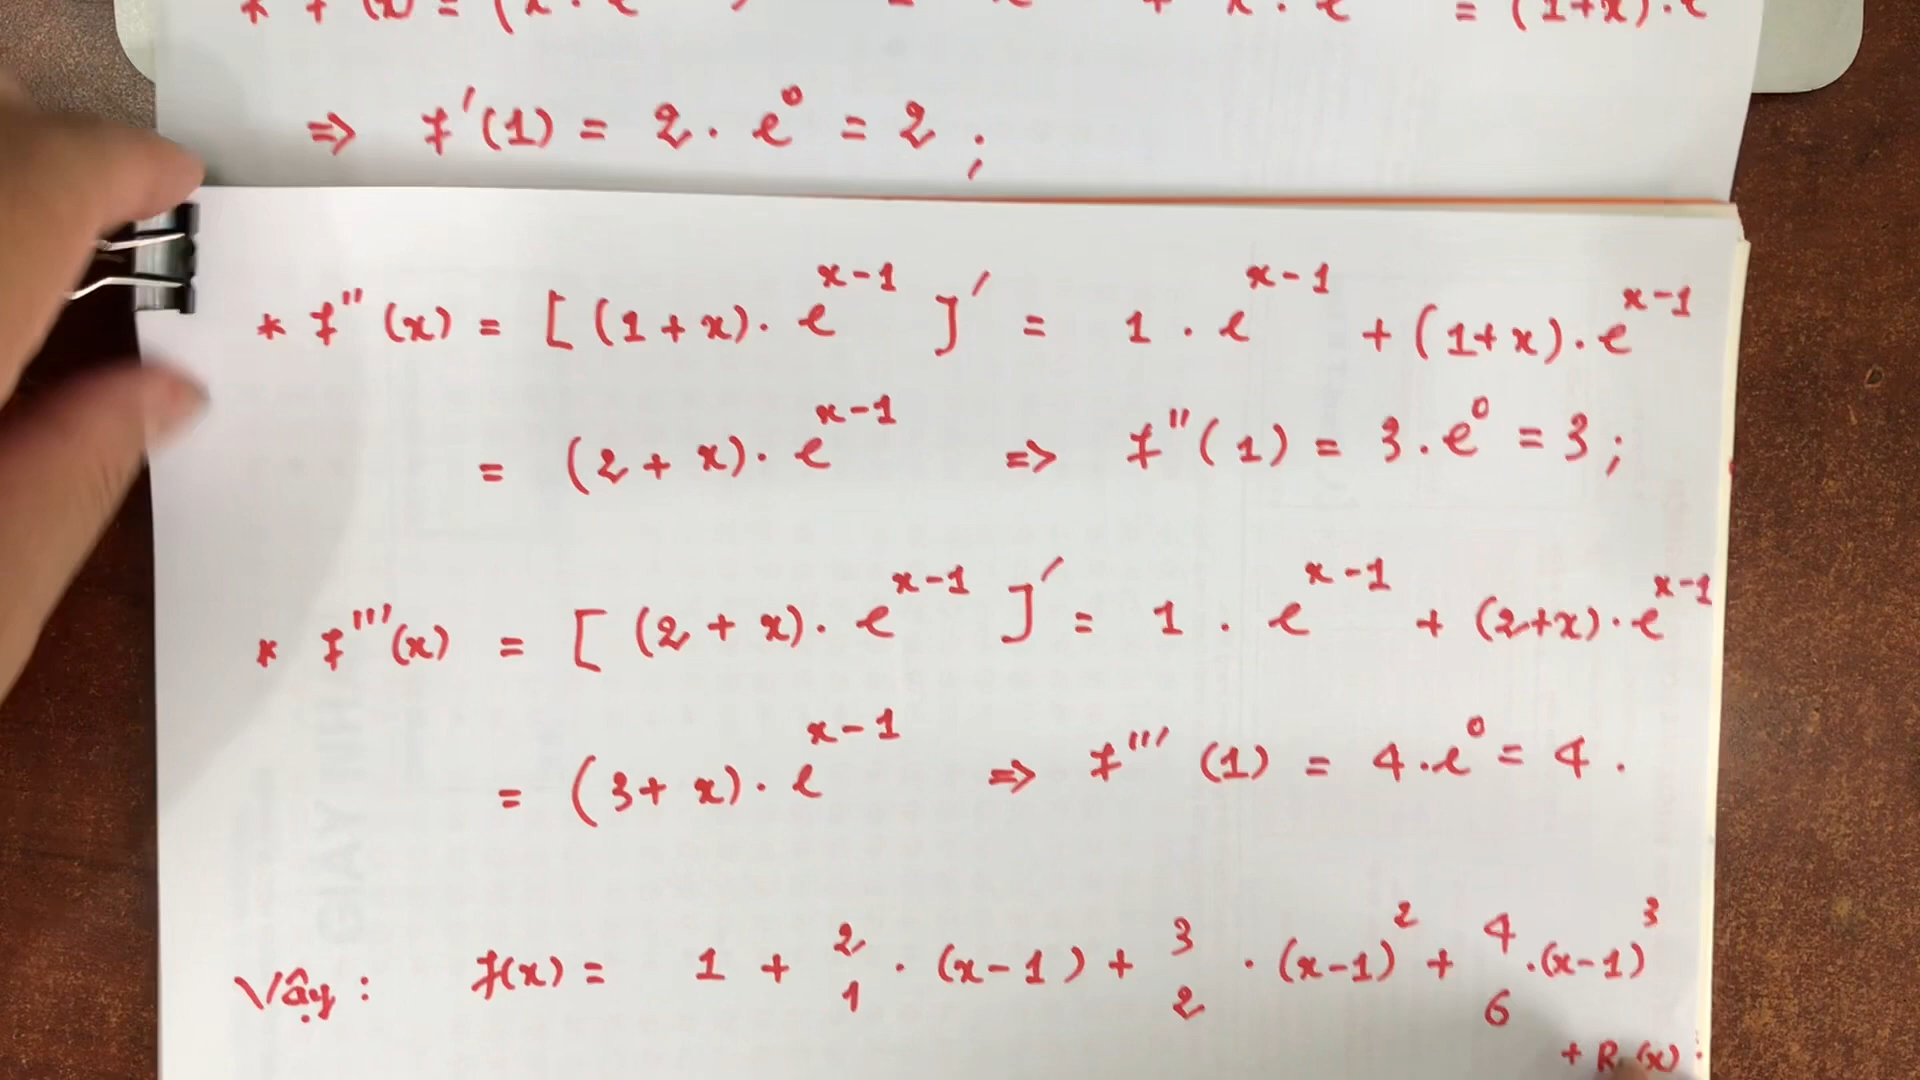 = (1+x).e
=> f'(1) = 2 . e⁰ = 2 ;
* f''(x) = [ (1+x). e^{x-1} ]' = 1 . e^{x-1} + (1+x). e^{x-1}
= (2 + x). e^{x-1} => f''(1) = 3 . e⁰ = 3 ;
* f'''(x) = [ (2 + x). e^{x-1} ]' = 1 . e^{x-1} + (2+x). e^{x-1}
= (3+ x). e^{x-1} => f'''(1) = 4 . e⁰ = 4 .
Vậy : f(x) = 1 + 2/1 . (x-1) + 3/2 . (x-1)² + 4/6 .(x-1)³
+ R (x) .